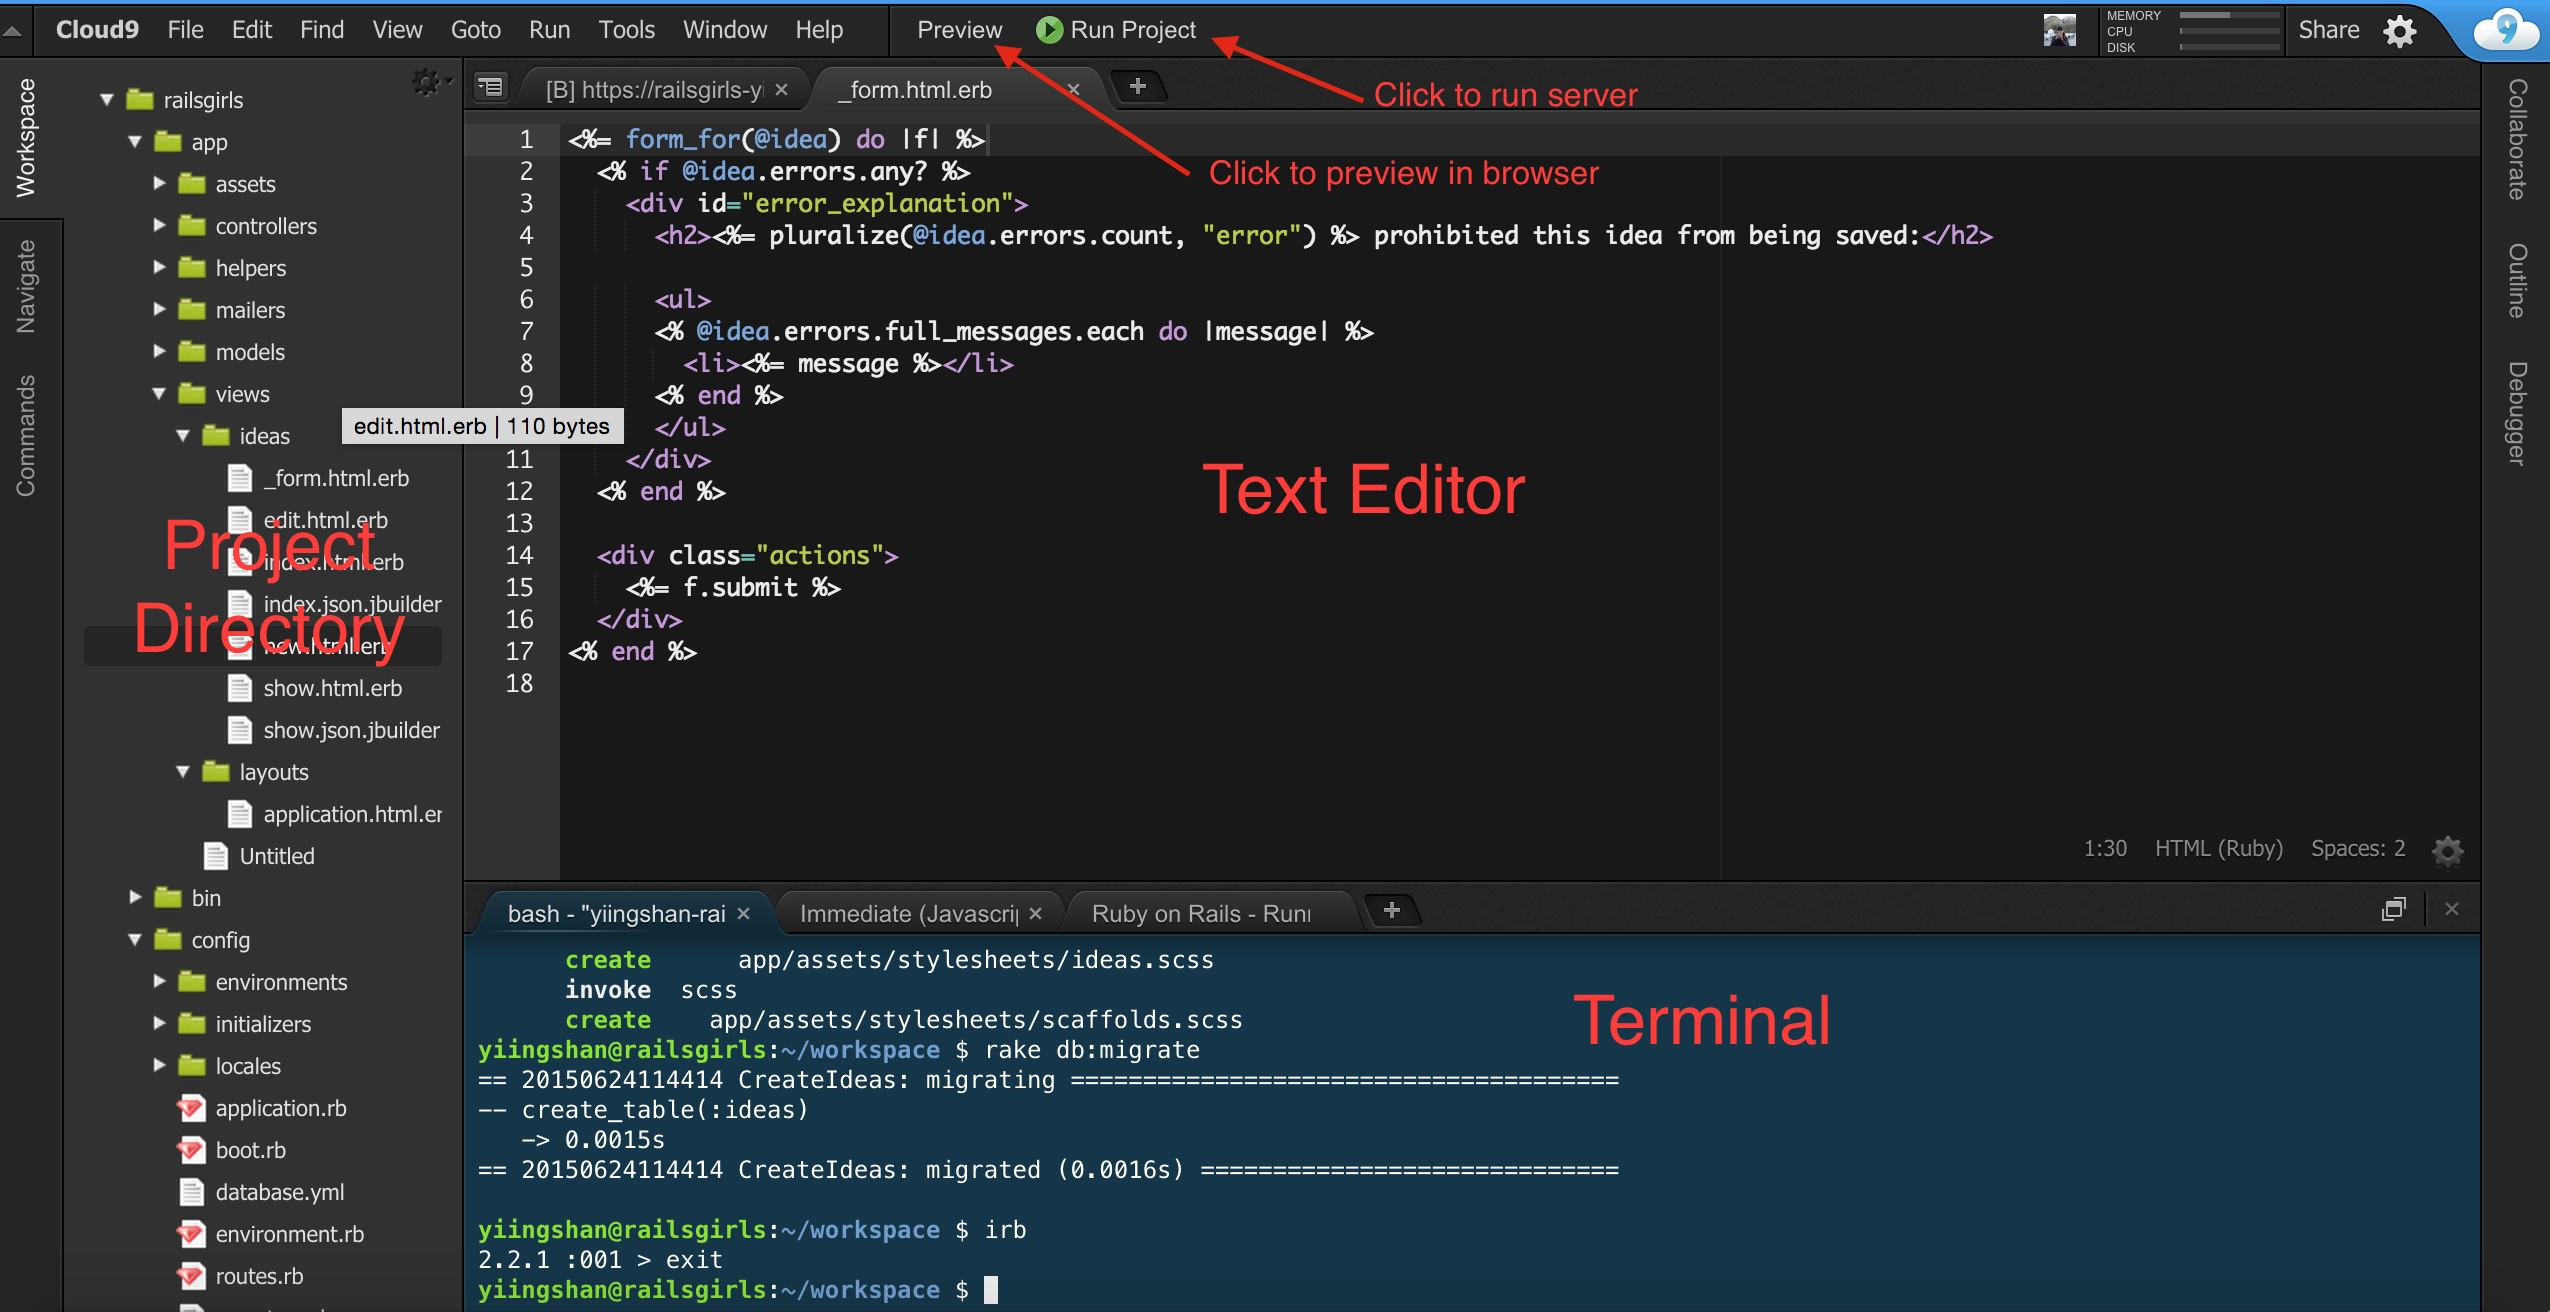 Cloud9 File Edit Find View Goto Run Tools Window Help Preview Run Project
MEMORY
CPU
DISK
Share
9
Workspace
Navigate
Commands
railsgirls
app
assets
controllers
helpers
mailers
models
views
ideas
_form.html.erb
edit.html.erb
index.html.erb
index.json.jbuilder
new.html.erb
show.html.erb
show.json.jbuilder
layouts
application.html.er
Untitled
bin
config
environments
initializers
locales
application.rb
boot.rb
database.yml
environment.rb
routes.rb
Project
Directory
edit.html.erb | 110 bytes
[B] https://railsgirls-yi
_form.html.erb
Click to run server
Click to preview in browser
1 <%= form_for(@idea) do |f| %>
2 <% if @idea.errors.any? %>
3 <div id="error_explanation">
4 <h2><%= pluralize(@idea.errors.count, "error") %> prohibited this idea from being saved:</h2>
5
6 <ul>
7 <% @idea.errors.full_messages.each do |message| %>
8 <li><%= message %></li>
9 <% end %>
</ul>
11 </div>
12 <% end %>
13
14 <div class="actions">
15 <%= f.submit %>
16 </div>
17 <% end %>
18
Text Editor
1:30 HTML (Ruby) Spaces: 2
Collaborate
Outline
Debugger
bash - "yiingshan-rai
Immediate (Javascrip
Ruby on Rails - Runn
create app/assets/stylesheets/ideas.scss
invoke scss
create app/assets/stylesheets/scaffolds.scss
yiingshan@railsgirls:~/workspace $ rake db:migrate
== 20150624114414 CreateIdeas: migrating ======================================
-- create_table(:ideas)
-> 0.0015s
== 20150624114414 CreateIdeas: migrated (0.0016s) =============================
yiingshan@railsgirls:~/workspace $ irb
2.2.1 :001 > exit
yiingshan@railsgirls:~/workspace $
Terminal